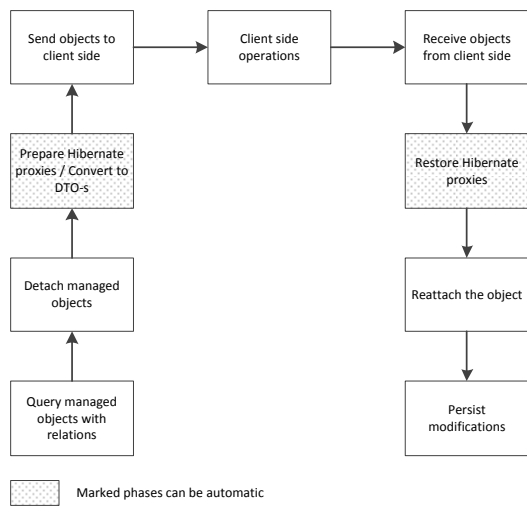 Send objects to
client side
Client side
operations
Receive objects
from client side
Prepare Hibernate
proxies / Convert to
DTO-s
Restore Hibernate
proxies
Detach managed
objects
Reattach the object
Query managed
objects with
relations
Persist
modifications
Marked phases can be automatic